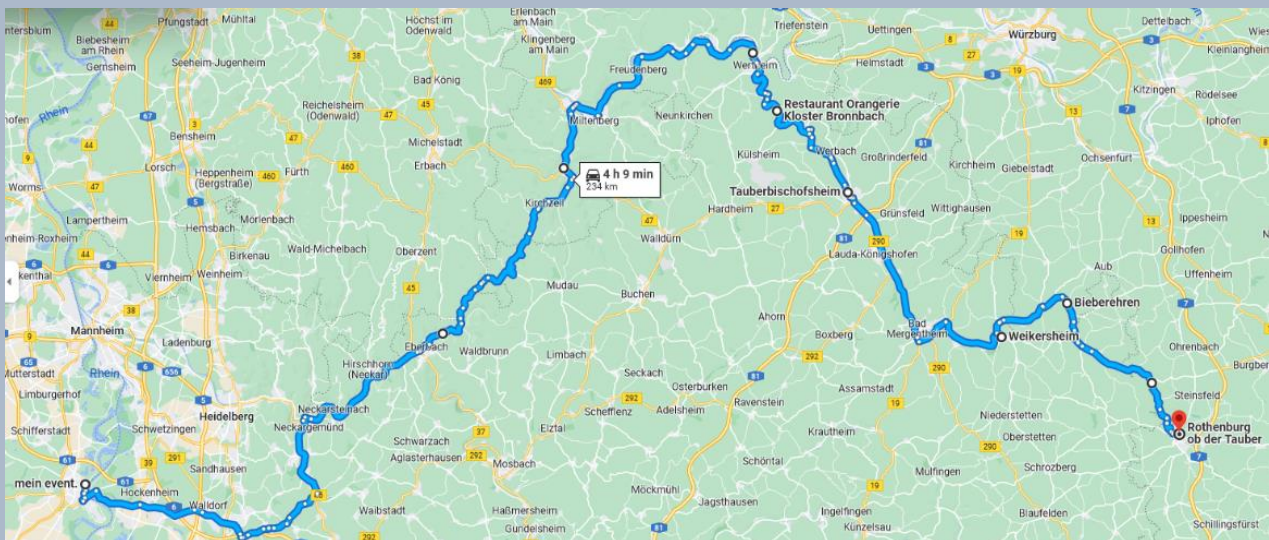 Pfungstadt
Mühltal
Höchst im
Odenwald
Erlenbach
am Main
Triefenstein
Uettingen
Würzburg
Dettelbach
Biebesheim
am Rhein
Gernsheim
Seeheim-Jugenheim
Klingenberg
am Main
Helmstadt
Kleinlangheim
Bad König
Freudenberg
Wertheim
Kitzingen
Rödelsee
Rhein
Bensheim
Reichelsheim
(Odenwald)
Michelstadt
Miltenberg
Neunkirchen
Restaurant Orangerie
Kloster Bronnbach
Iphofen
Lorsch
Heppenheim
(Bergstraße)
Fürth
Erbach
Külsheim
Werbach
Großrinderfeld
Kirchheim
Giebelstadt
Ochsenfurt
Worms
4 h 9 min
234 km
Lampertheim
Hemsbach
Mörlenbach
Kirchzell
Tauberbischofsheim
Grünsfeld
Wittighausen
Ippesheim
Birkenau
Wald-Michelbach
Oberzent
Hardheim
Walldürn
Lauda-Königshofen
Gollhofen
Viernheim
Weinheim
Aub
Uffenheim
Mudau
Buchen
Mannheim
Ladenburg
Eberbach
Waldbrunn
Limbach
Ahorn
Boxberg
Bad
Mergentheim
Bieberehren
Weikersheim
Ohrenbach
Mutterstadt
Rhein
Hirschhorn
(Neckar)
Limburgerhof
Seckach
Osterburken
Assamstadt
Steinsfeld
Schifferstadt
Schwetzingen
Heidelberg
Neckarsteinach
Neckargemünd
Schefflenz
Adelsheim
Ravenstein
Niederstetten
Rothenburg
ob der Tauber
Elztal
Krautheim
Oberstetten
Schwarzach
Aglasterhausen
Mosbach
Sandhausen
Schöntal
Mulfingen
Schrozberg
mein event.
Hockenheim
Walldorf
Möckmühl
Jagsthausen
Waibstadt
Haßmersheim
Gundelsheim
Ingelfingen
Künzelsau
Blaufelden
Schillingsfürst